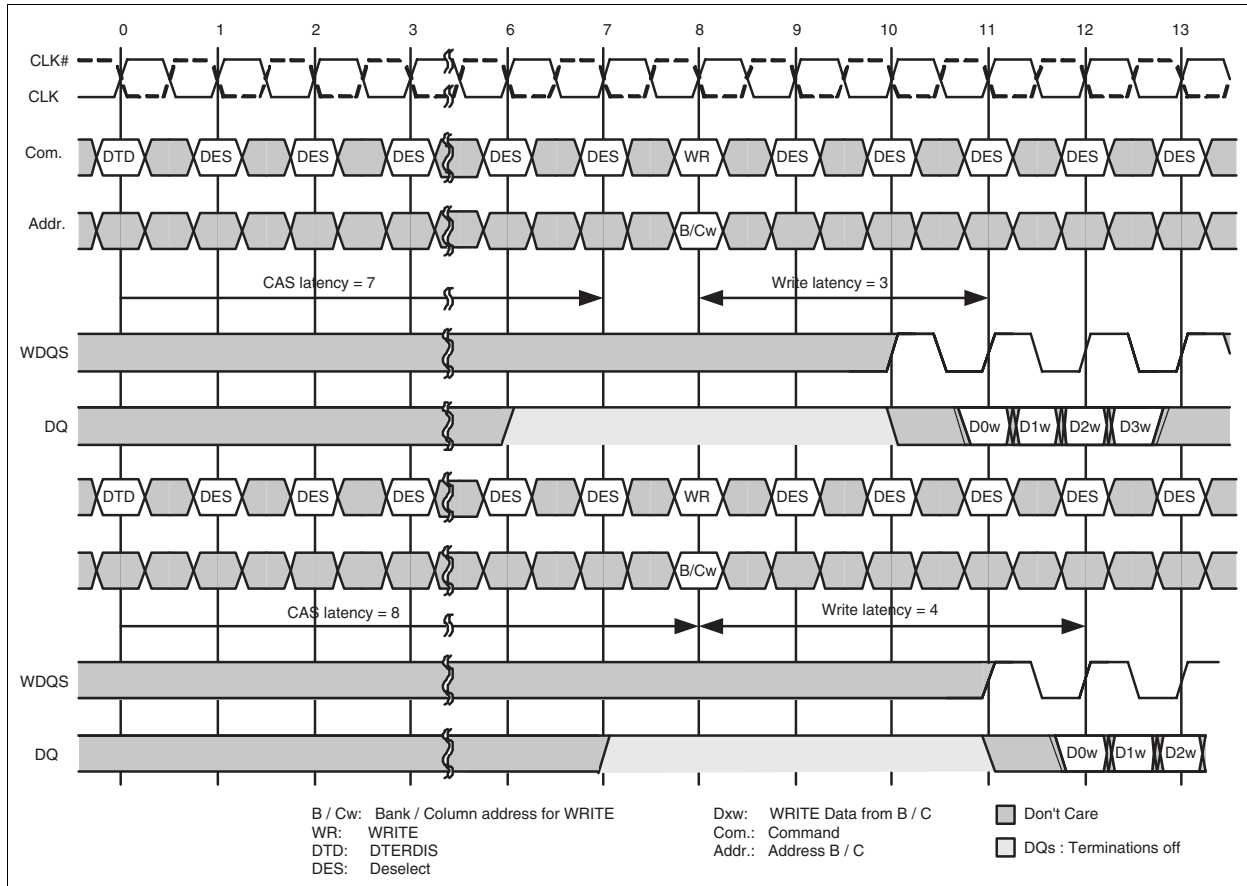 0 1 2 3 6 7 8 9 10 11 12 13
CLK#
CLK
Com. DTD DES DES DES DES DES WR DES DES DES DES DES
Addr. B/Cw
CAS latency = 7 Write latency = 3
WDQS
DQ D0w D1w D2w D3w
DTD DES DES DES DES DES WR DES DES DES DES DES
B/Cw
CAS latency = 8 Write latency = 4
WDQS
DQ D0w D1w D2w
B / Cw: Bank / Column address for WRITE
WR: WRITE
DTD: DTERDIS
DES: Deselect
Dxw: WRITE Data from B / C
Com.: Command
Addr.: Address B / C
Don't Care
DQs : Terminations off